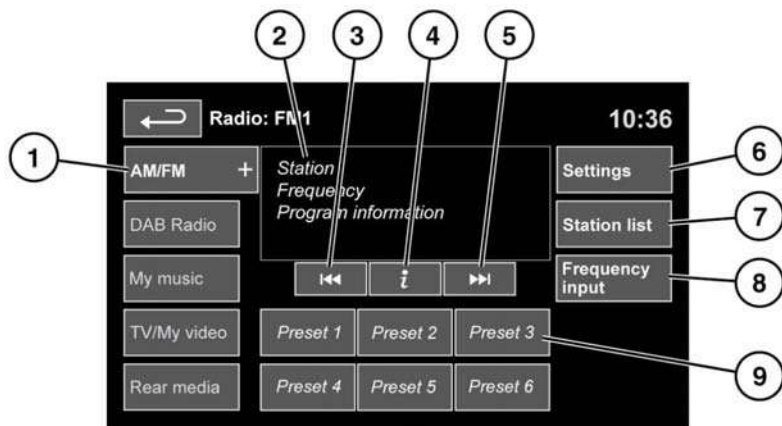 2
3
4
5
Radio: FM1
10:36
1
AM/FM +
Station
Frequency
Program information
Settings
6
DAB Radio
Station list
7
My music
i
Frequency
input
8
TV/My video
Preset 1
Preset 2
Preset 3
9
Rear media
Preset 4
Preset 5
Preset 6